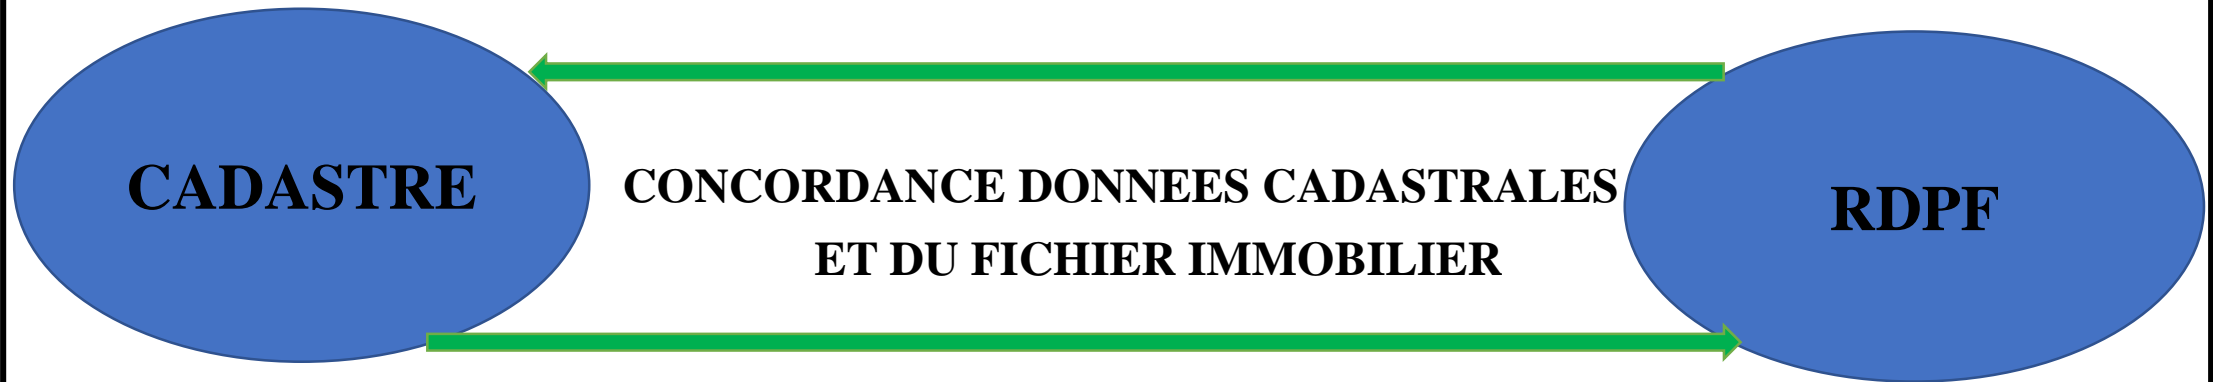 CADASTRE
CONCORDANCE DONNEES CADASTRALES
ET DU FICHIER IMMOBILIER
RDPF